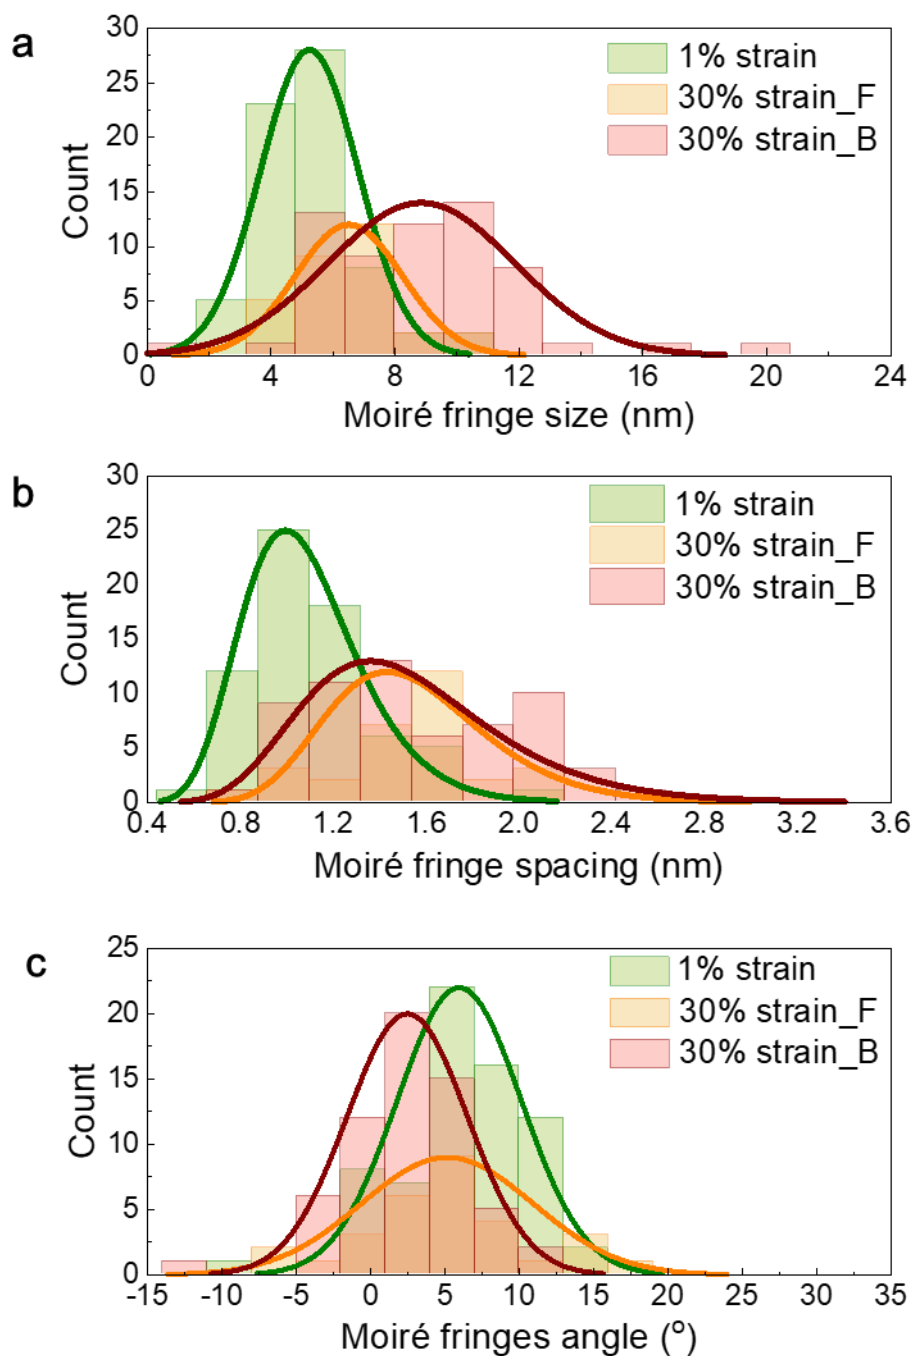 a
30
25
20
15
10
5
0
Count
1% strain
30% strain_F
30% strain_B
0 4 8 12 16 20 24
Moiré fringe size (nm)
b
30
25
20
15
10
5
0
Count
1% strain
30% strain_F
30% strain_B
0.4 0.8 1.2 1.6 2.0 2.4 2.8 3.2 3.6
Moiré fringe spacing (nm)
c
25
20
15
10
5
0
Count
1% strain
30% strain_F
30% strain_B
-15 -10 -5 0 5 10 15 20 25 30 35
Moiré fringes angle (°)